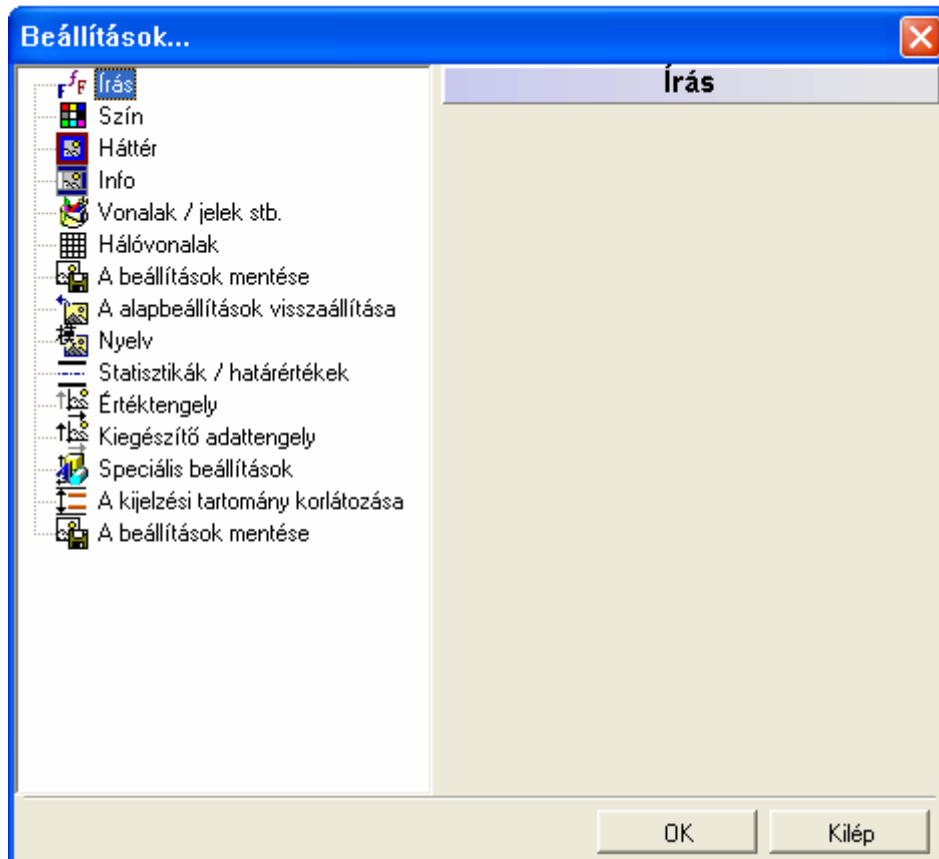 Beállítások...
Írás
Szín
Háttér
Info
Vonalak / jelek stb.
Hálóvonalak
A beállítások mentése
A alapbeállítások visszaállítása
Nyelv
Statisztikák / határértékek
Értéktengely
Kiegészítő adattengely
Speciális beállítások
A kijelzési tartomány korlátozása
A beállítások mentése
Írás
OK
Kilép